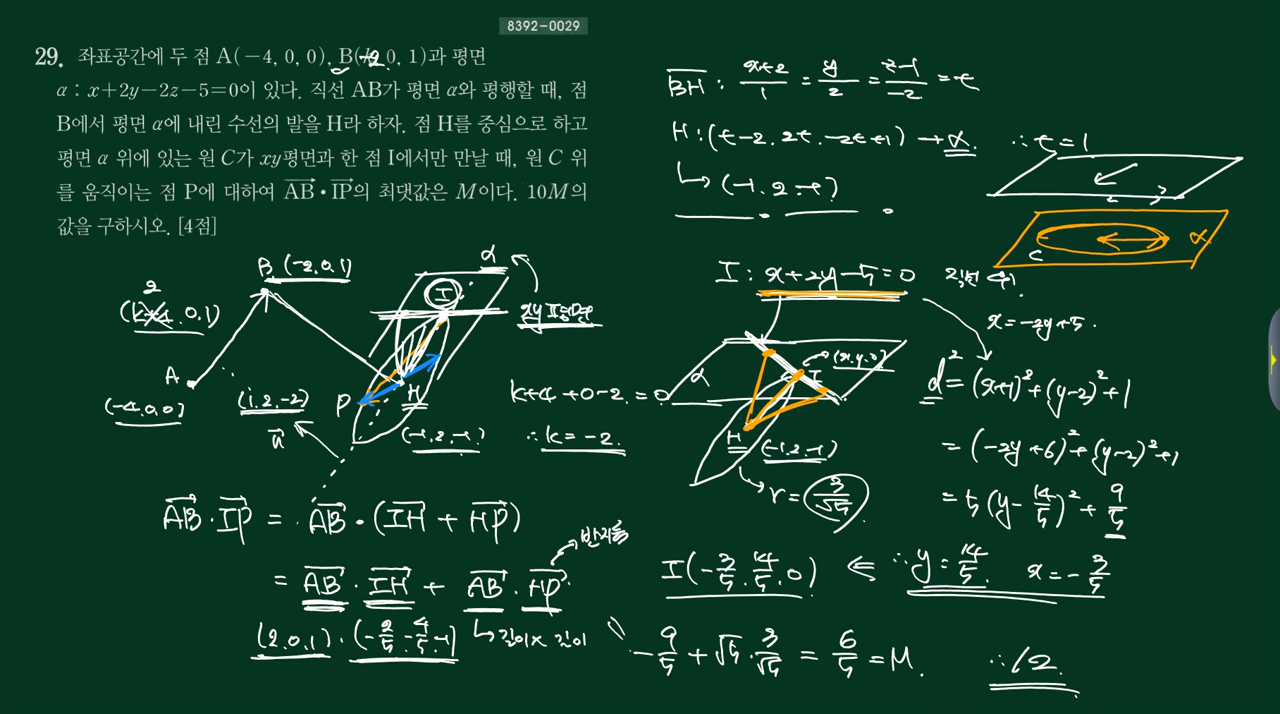 8392-0029
29. 좌표공간에 두 점 A(-4, 0, 0), B(-2, 0, 1)과 평면
α : x+2y-2z-5=0이 있다. 직선 AB가 평면 α와 평행할 때, 점
B에서 평면 α에 내린 수선의 발을 H라 하자. 점 H를 중심으로 하고
평면 α 위에 있는 원 C가 xy평면과 한 점 I에서만 만날 때, 원 C 위
를 움직이는 점 P에 대하여 AB·IP의 최댓값은 M이다. 10M의
값을 구하시오. [4점]
B (-2,0,1)
2
(k+4, 0, 1)
A
(-4,0,0)
(1, 2, -2)
n
α
I
xy평면
P
H
(-1, 2, -1)
k+4+0-2=0
∴ k=-2.
AB·IP = AB·(IH+HP)
= AB·IH + AB·HP
반지름
(2,0,1)·(-2/5, -4/5, -1)
길이×길이
BH : (x+2)/1 = y/2 = (z-1)/-2 = t
H : (t-2, 2t, -2t+1) → α. ∴ t=1
(-1, 2, -1)
C
α
I : x+2y-5=0 직선 위
x=-2y+5.
α
(x,y,0)
I
H
(-1,2,-1)
r = 3/√5
d² = (x+1)²+(y-2)²+1
= (-2y+6)²+(y-2)²+1
= 5(y-14/5)²+9/5
I(-3/5, 14/5, 0) ⇐ ∴ y=14/5. x=-3/5
-9/5+√5·3/√5 = 6/5 = M. ∴ 12